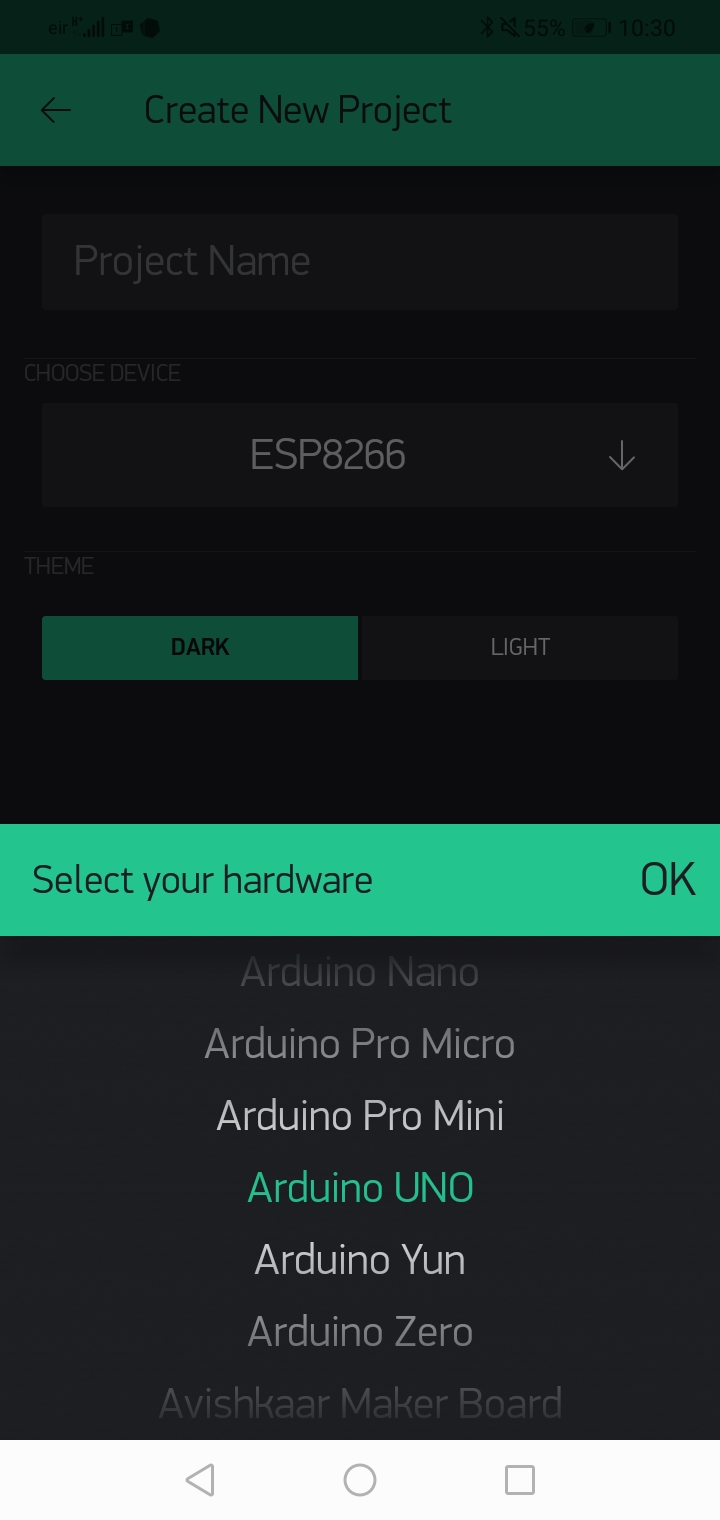 eir 55% 10:30
Create New Project
Project Name
CHOOSE DEVICE
ESP8266
THEME
DARK LIGHT
Select your hardware OK
Arduino Nano
Arduino Pro Micro
Arduino Pro Mini
Arduino UNO
Arduino Yun
Arduino Zero
Avishkaar Maker Board